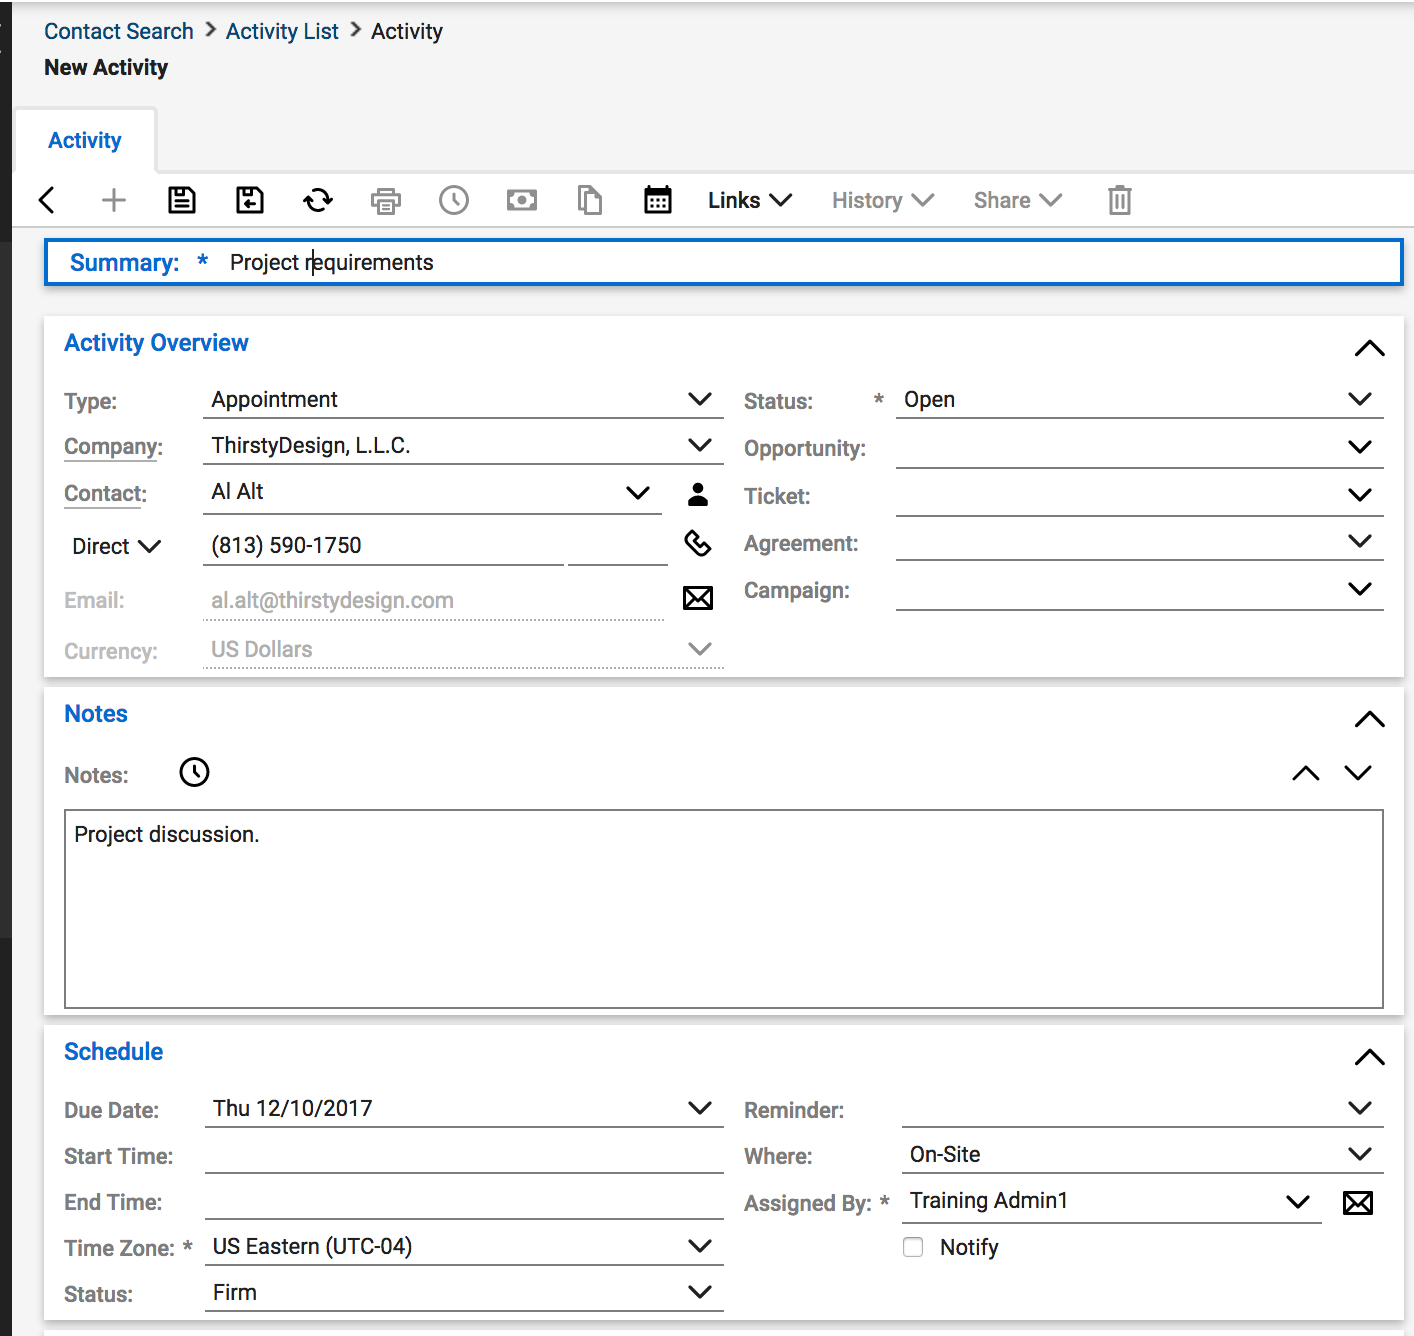 Contact Search > Activity List > Activity
New Activity
Activity
Links History Share
Summary: * Project requirements
Activity Overview
Type: Appointment Status: * Open
Company: ThirstyDesign, L.L.C. Opportunity:
Contact: Al Alt Ticket:
Direct (813) 590-1750 Agreement:
Email: al.alt@thirstydesign.com Campaign:
Currency: US Dollars
Notes
Notes:
Project discussion.
Schedule
Due Date: Thu 12/10/2017 Reminder:
Start Time: Where: On-Site
End Time: Assigned By: * Training Admin1
Time Zone: * US Eastern (UTC-04) Notify
Status: Firm